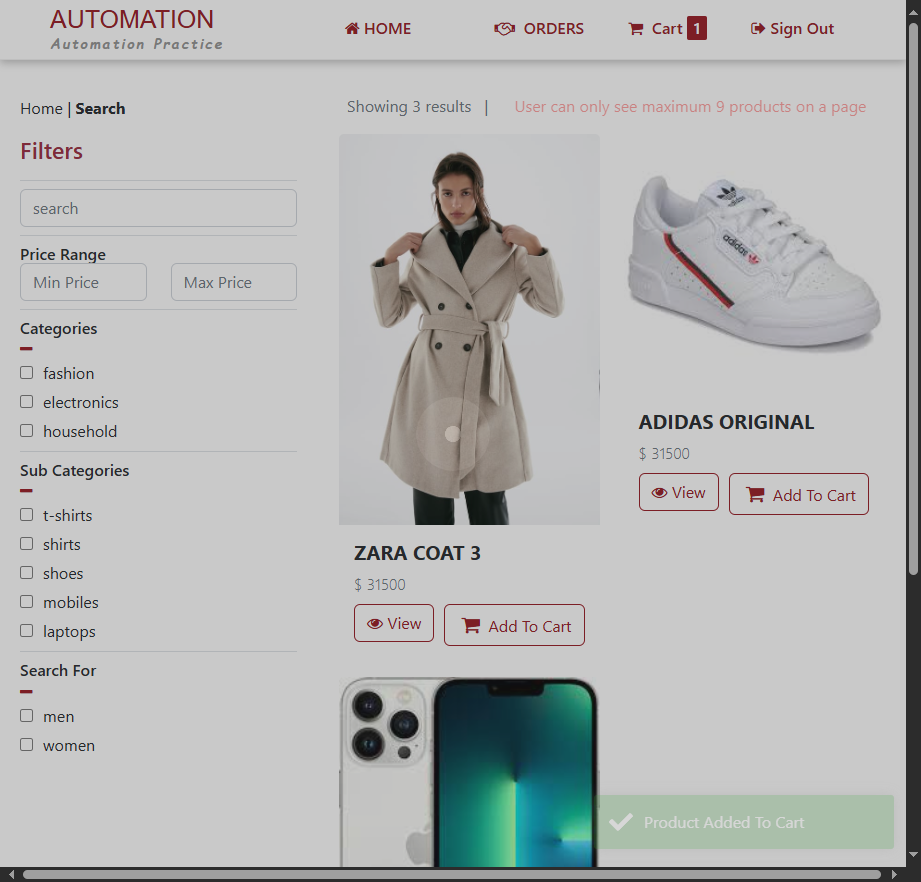 AUTOMATION
Automation Practice
HOME
ORDERS
Cart 1
Sign Out
Home | Search
Showing 3 results |
User can only see maximum 9 products on a page
Filters
search
Price Range
Min Price
Max Price
Categories
fashion
electronics
household
Sub Categories
t-shirts
shirts
shoes
mobiles
laptops
Search For
men
women
adidas
adidas
ADIDAS ORIGINAL
$ 31500
View
Add To Cart
ZARA COAT 3
$ 31500
View
Add To Cart
Product Added To Cart